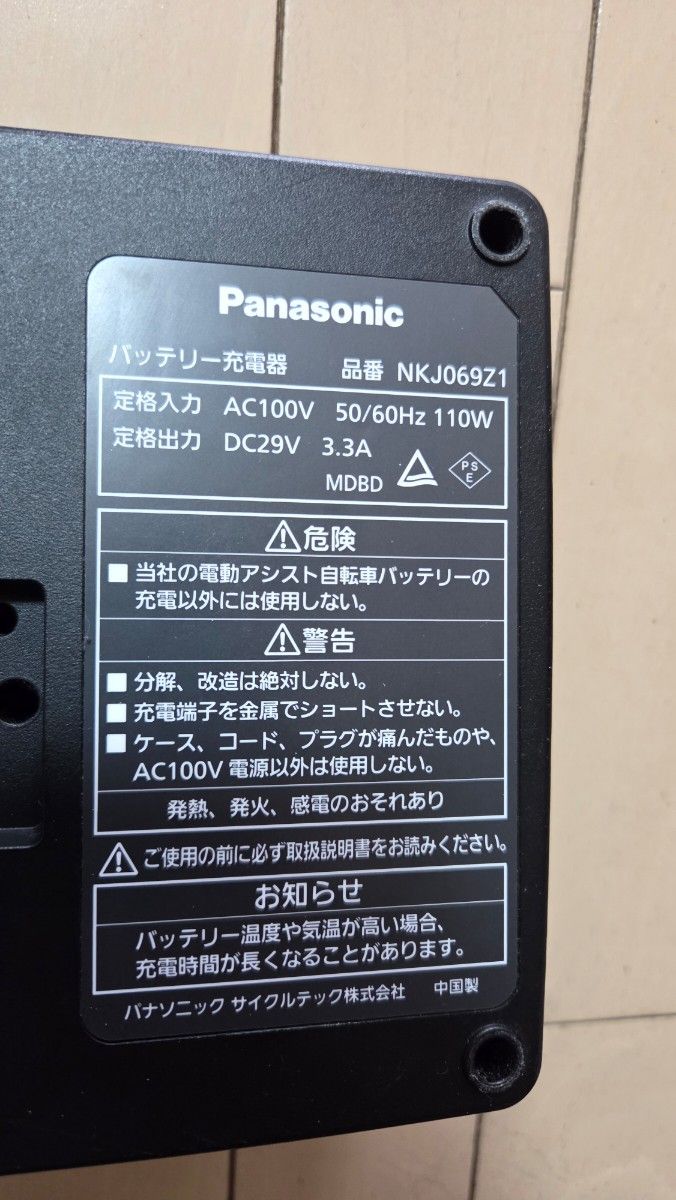 Panasonic
バッテリー充電器 品番 NKJ069Z1
定格入力 AC100V 50/60Hz 110W
定格出力 DC29V 3.3A
MDBD PSE
⚠危険
■ 当社の電動アシスト自転車バッテリーの
充電以外には使用しない。
⚠警告
■ 分解、改造は絶対しない。
■ 充電端子を金属でショートさせない。
■ ケース、コード、プラグが痛んだものや、
AC100V 電源以外は使用しない。
発熱、発火、感電のおそれあり
⚠ ご使用の前に必ず取扱説明書をお読みください。
お知らせ
バッテリー温度や気温が高い場合、
充電時間が長くなることがあります。
パナソニック サイクルテック株式会社 中国製